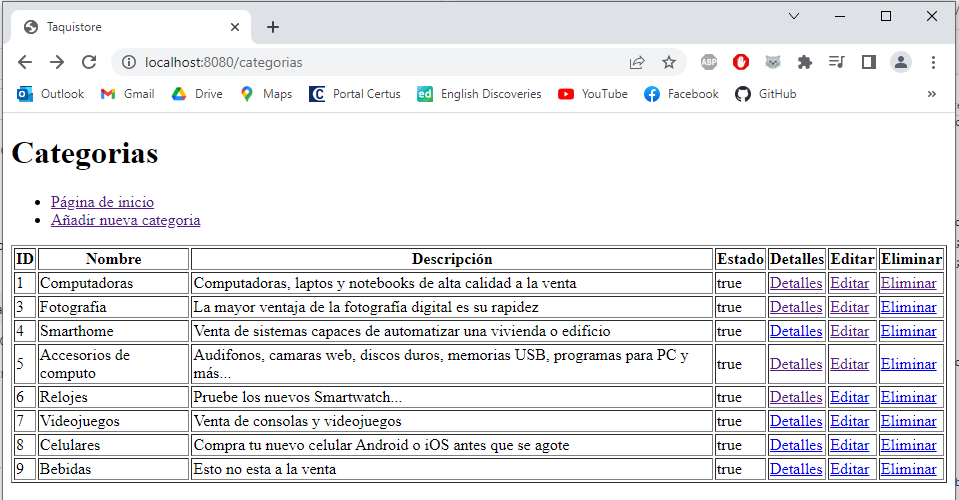 Taquistore
localhost:8080/categorias
ABP
Outlook Gmail Drive Maps Portal Certus English Discoveries YouTube Facebook GitHub »
Categorias
Página de inicio
Añadir nueva categoria
ID Nombre Descripción Estado Detalles Editar Eliminar
1 Computadoras Computadoras, laptos y notebooks de alta calidad a la venta true Detalles Editar Eliminar
3 Fotografía La mayor ventaja de la fotografía digital es su rapidez true Detalles Editar Eliminar
4 Smarthome Venta de sistemas capaces de automatizar una vivienda o edificio true Detalles Editar Eliminar
5 Accesorios de computo Audifonos, camaras web, discos duros, memorias USB, programas para PC y más... true Detalles Editar Eliminar
6 Relojes Pruebe los nuevos Smartwatch... true Detalles Editar Eliminar
7 Videojuegos Venta de consolas y videojuegos true Detalles Editar Eliminar
8 Celulares Compra tu nuevo celular Android o iOS antes que se agote true Detalles Editar Eliminar
9 Bebidas Esto no esta a la venta true Detalles Editar Eliminar